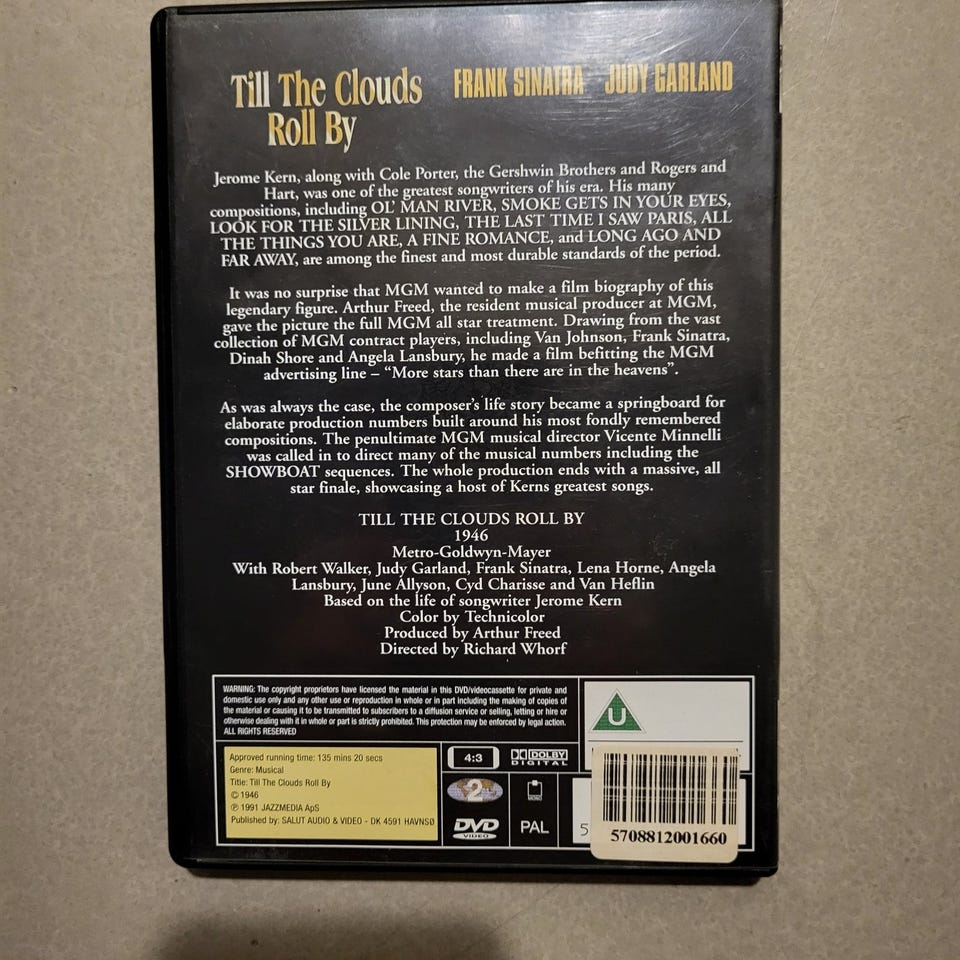 Till The Clouds
Roll By
FRANK SINATRA JUDY GARLAND
Jerome Kern, along with Cole Porter, the Gershwin Brothers and Rogers and
Hart, was one of the greatest songwriters of his era. His many
compositions, including OL' MAN RIVER, SMOKE GETS IN YOUR EYES,
LOOK FOR THE SILVER LINING, THE LAST TIME I SAW PARIS, ALL
THE THINGS YOU ARE, A FINE ROMANCE, and LONG AGO AND
FAR AWAY, are among the finest and most durable standards of the period.
It was no surprise that MGM wanted to make a film biography of this
legendary figure. Arthur Freed, the resident musical producer at MGM,
gave the picture the full MGM all star treatment. Drawing from the vast
collection of MGM contract players, including Van Johnson, Frank Sinatra,
Dinah Shore and Angela Lansbury, he made a film befitting the MGM
advertising line – “More stars than there are in the heavens”.
As was always the case, the composer's life story became a springboard for
elaborate production numbers built around his most fondly remembered
compositions. The penultimate MGM musical director Vicente Minnelli
was called in to direct many of the musical numbers including the
SHOWBOAT sequences. The whole production ends with a massive, all
star finale, showcasing a host of Kerns greatest songs.
TILL THE CLOUDS ROLL BY
1946
Metro-Goldwyn-Mayer
With Robert Walker, Judy Garland, Frank Sinatra, Lena Horne, Angela
Lansbury, June Allyson, Cyd Charisse and Van Heflin
Based on the life of songwriter Jerome Kern
Color by Technicolor
Produced by Arthur Freed
Directed by Richard Whorf
WARNING: The copyright proprietors have licensed the material in this DVD/videocassette for private and
domestic use only and any other use or reproduction in whole or in part including the making of copies of
the material or causing it to be transmitted to subscribers to a diffusion service or selling, letting or hire or
otherwise dealing with it in whole or part is strictly prohibited. This protection may be enforced by legal action.
ALL RIGHTS RESERVED
U
Approved running time: 135 mins 20 secs
Genre: Musical
Title: Till The Clouds Roll By
© 1946
℗ 1991 JAZZMEDIA ApS
Published by: SALUT AUDIO & VIDEO - DK 4591 HAVNSØ
4:3
DOLBY
DIGITAL
2
MONO
DVD
VIDEO
PAL
5
5708812001660